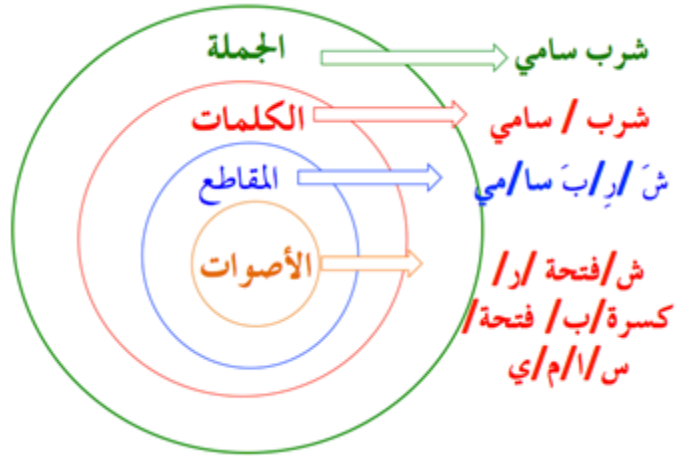 الجملة
شرب سامي
الكلمات
شرب / سامي
المقاطع
شَ /رِ/بَ سا/مي
الأصوات
ش/فتحة /ر/
كسرة/ب/ فتحة/
س/ا/م/ي